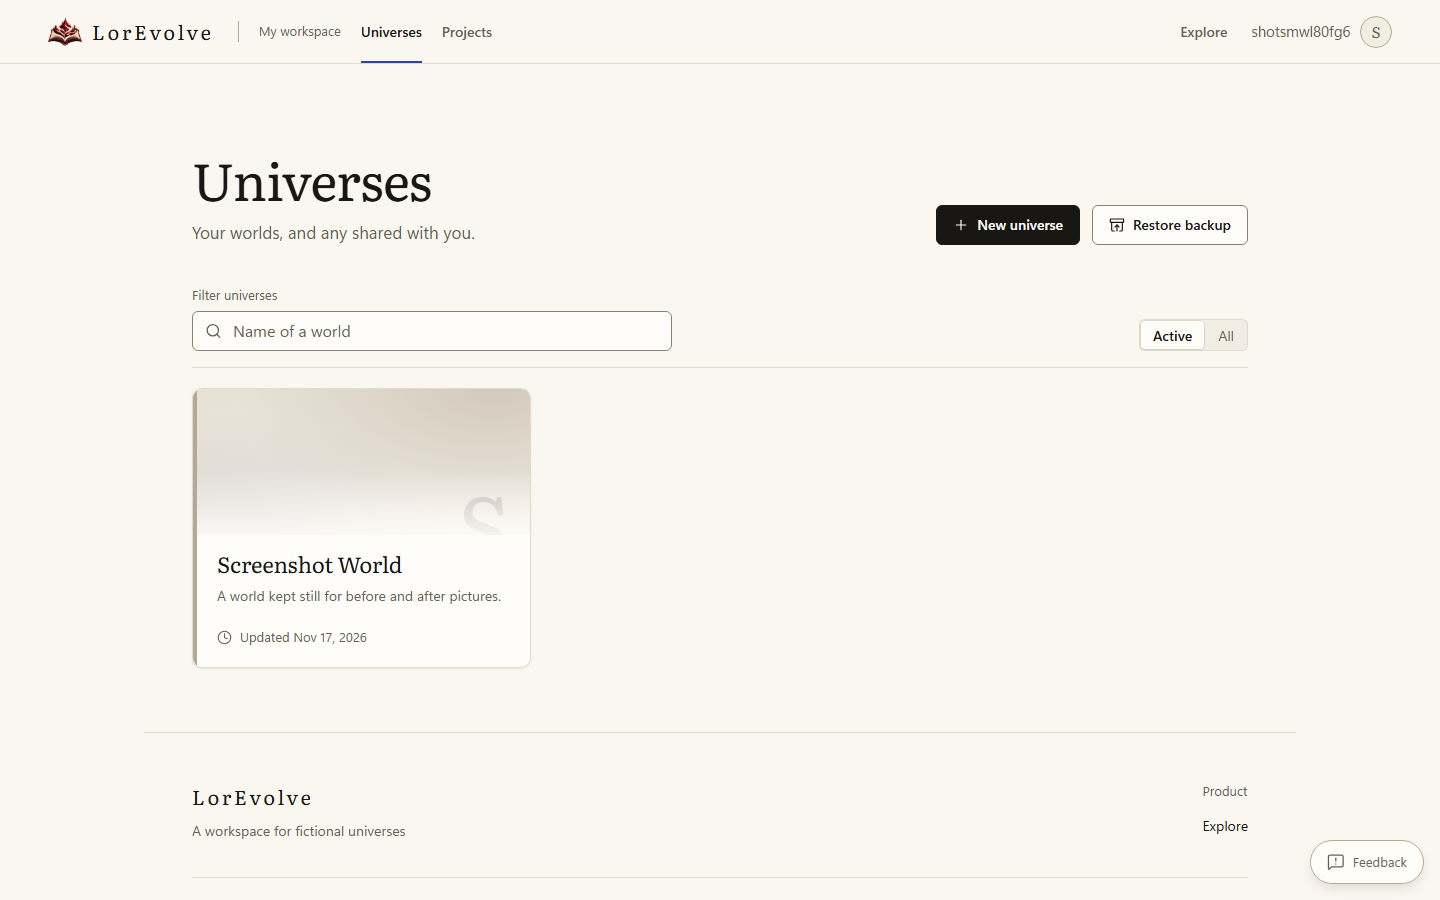 LorEvolve
My workspace
Universes
Projects
Explore
shotsmwl80fg6
S
Universes
Your worlds, and any shared with you.
New universe
Restore backup
Filter universes
Name of a world
Active
All
S
Screenshot World
A world kept still for before and after pictures.
Updated Nov 17, 2026
LorEvolve
A workspace for fictional universes
Product
Explore
Feedback